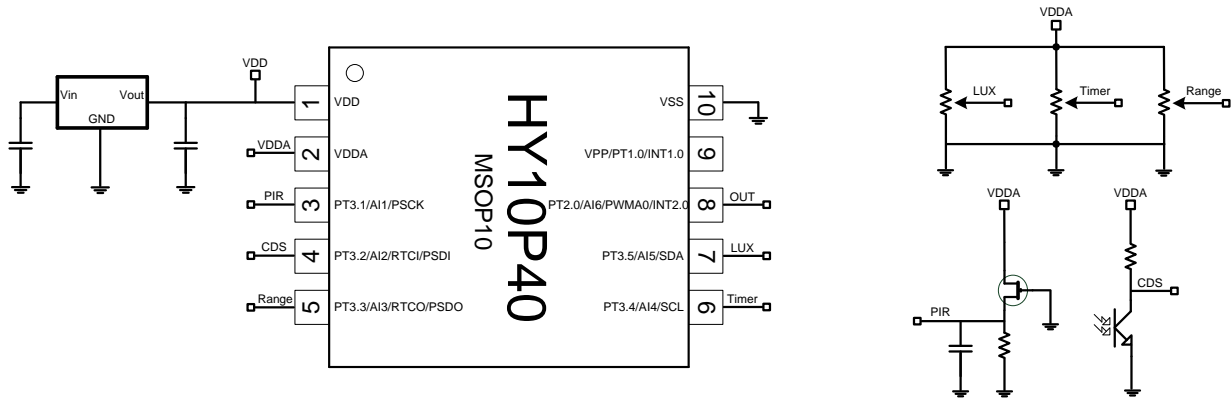 VDD
Vin
Vout
GND
1
VDD
VDDA
2
VDDA
PIR
3
PT3.1/AI1/PSCK
CDS
4
PT3.2/AI2/RTCI/PSDI
Range
5
PT3.3/AI3/RTCO/PSDO
HY10P40
MSOP10
VSS
10
VPP/PT1.0/INT1.0
9
PT2.0/AI6/PWMA0/INT2.0
8
OUT
PT3.5/AI5/SDA
7
LUX
PT3.4/AI4/SCL
6
Timer
VDDA
LUX
Timer
Range
VDDA
PIR
VDDA
CDS